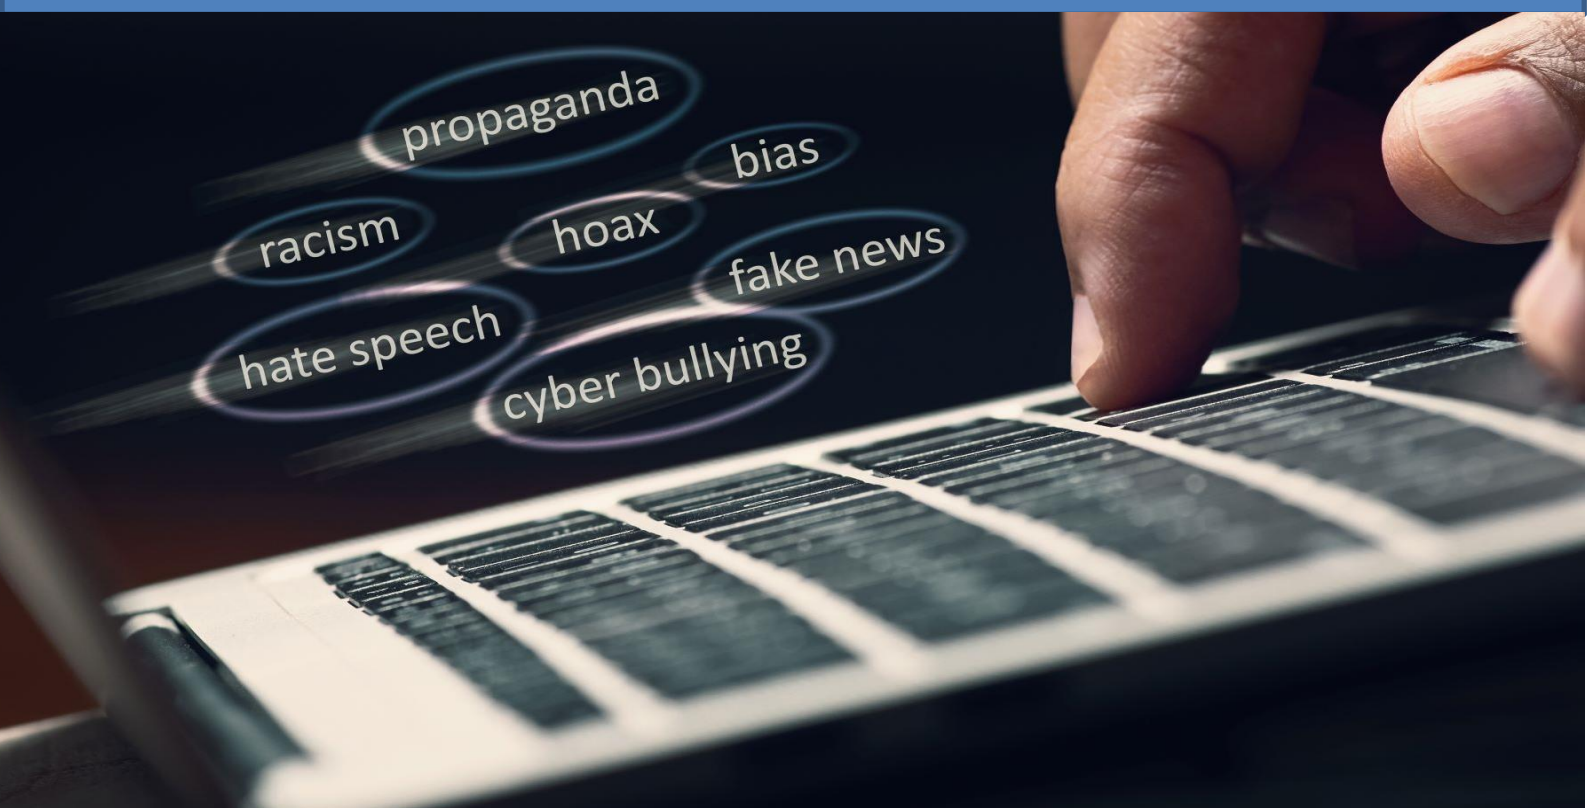 propaganda
bias
racism
hoax
fake news
hate speech
cyber bullying